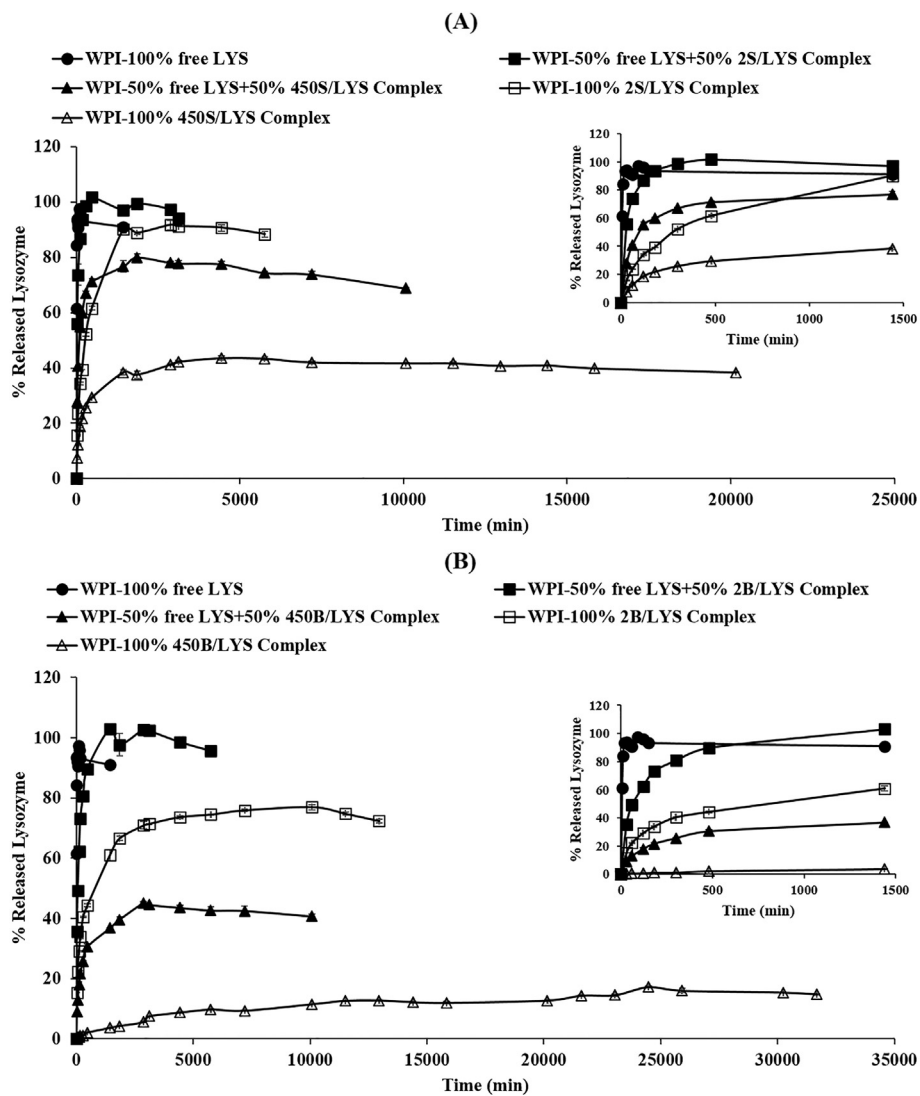 (A)
WPI-100% free LYS
WPI-50% free LYS+50% 2S/LYS Complex
WPI-50% free LYS+50% 450S/LYS Complex
WPI-100% 2S/LYS Complex
WPI-100% 450S/LYS Complex
% Released Lysozyme
120
100
80
60
40
20
0
0 5000 10000 15000 20000 25000
Time (min)
% Released Lysozyme
120
100
80
60
40
20
0
0 500 1000 1500
Time (min)
(B)
WPI-100% free LYS
WPI-50% free LYS+50% 2B/LYS Complex
WPI-50% free LYS+50% 450B/LYS Complex
WPI-100% 2B/LYS Complex
WPI-100% 450B/LYS Complex
% Released Lysozyme
120
100
80
60
40
20
0
0 5000 10000 15000 20000 25000 30000 35000
Time (min)
% Released Lysozyme
120
100
80
60
40
20
0
0 500 1000 1500
Time (min)